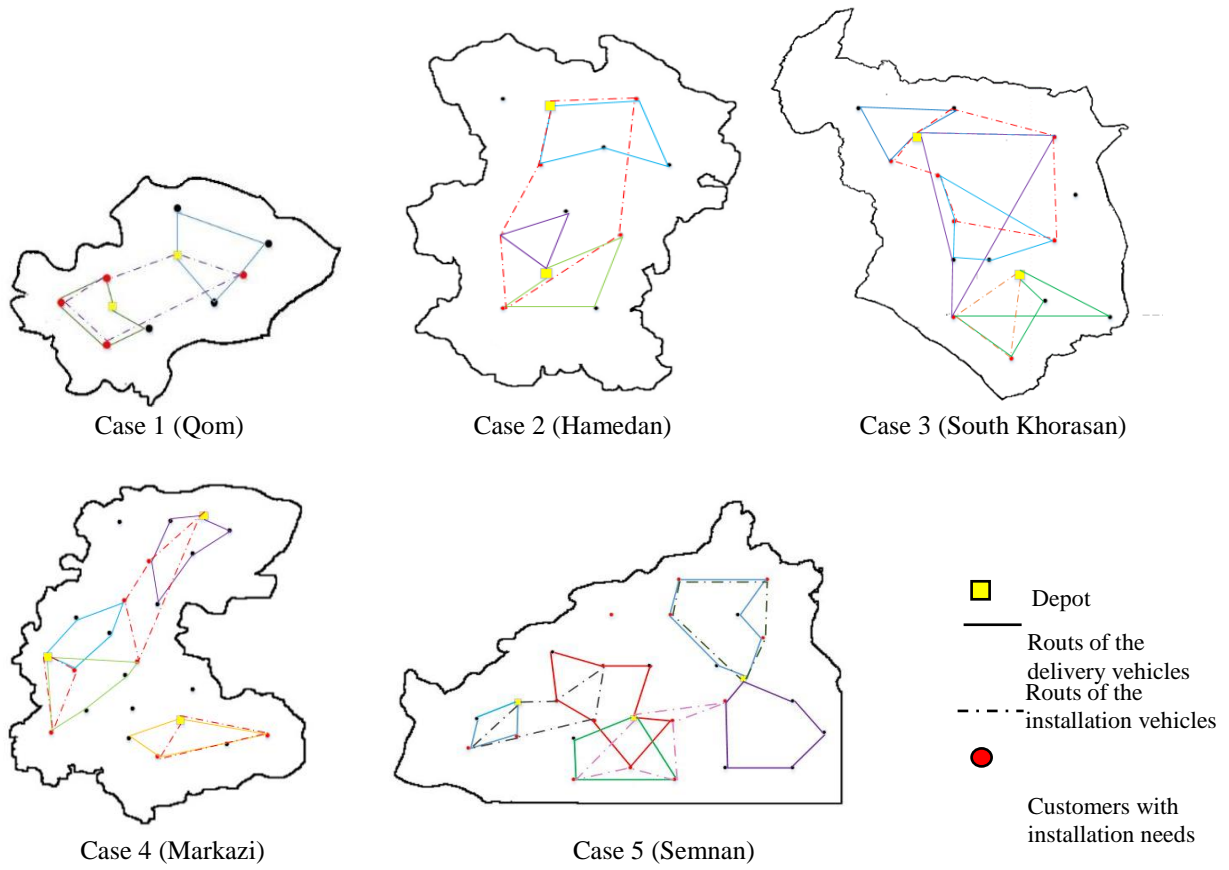 Case 1 (Qom)
Case 2 (Hamedan)
Case 3 (South Khorasan)
Case 4 (Markazi)
Case 5 (Semnan)
Depot
Routs of the
delivery vehicles
Routs of the
installation vehicles
Customers with
installation needs